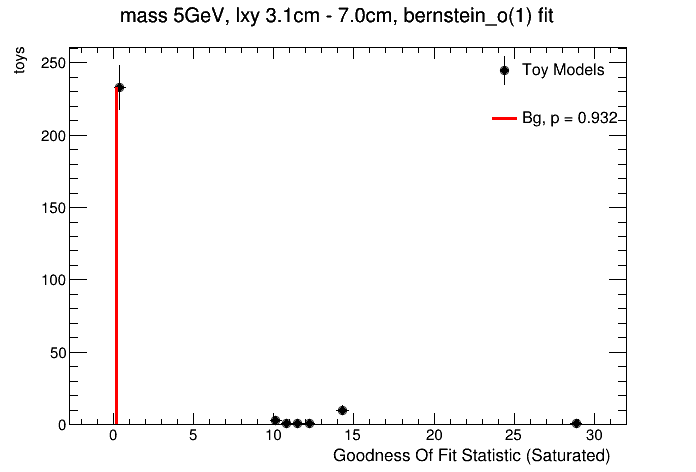 mass 5GeV, lxy 3.1cm - 7.0cm, bernstein_o(1) fit
toys
250
200
150
100
50
0
Toy Models
Bg, p = 0.932
0 5 10 15 20 25 30
Goodness Of Fit Statistic (Saturated)